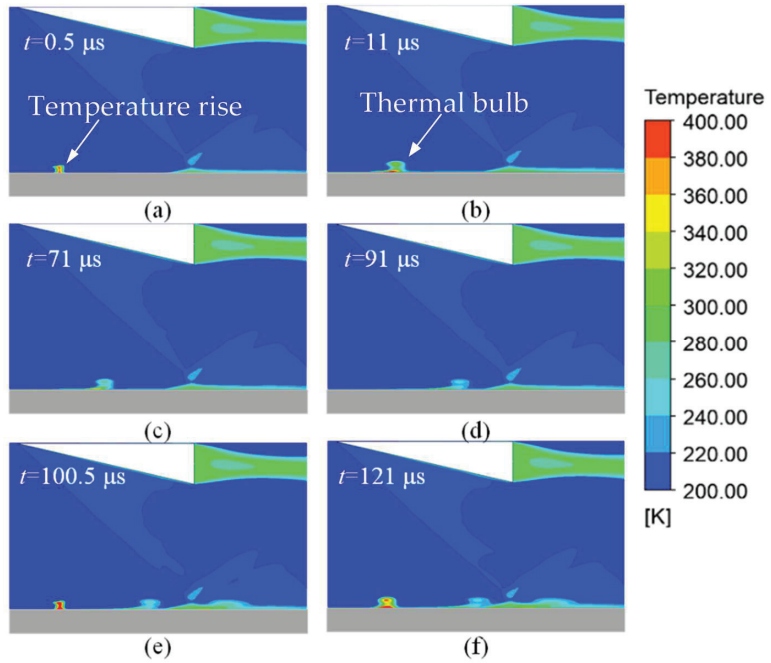 t=0.5 μs
Temperature rise
(a)
t=11 μs
Thermal bulb
(b)
t=71 μs
(c)
t=91 μs
(d)
t=100.5 μs
(e)
t=121 μs
(f)
Temperature
400.00
380.00
360.00
340.00
320.00
300.00
280.00
260.00
240.00
220.00
200.00
[K]